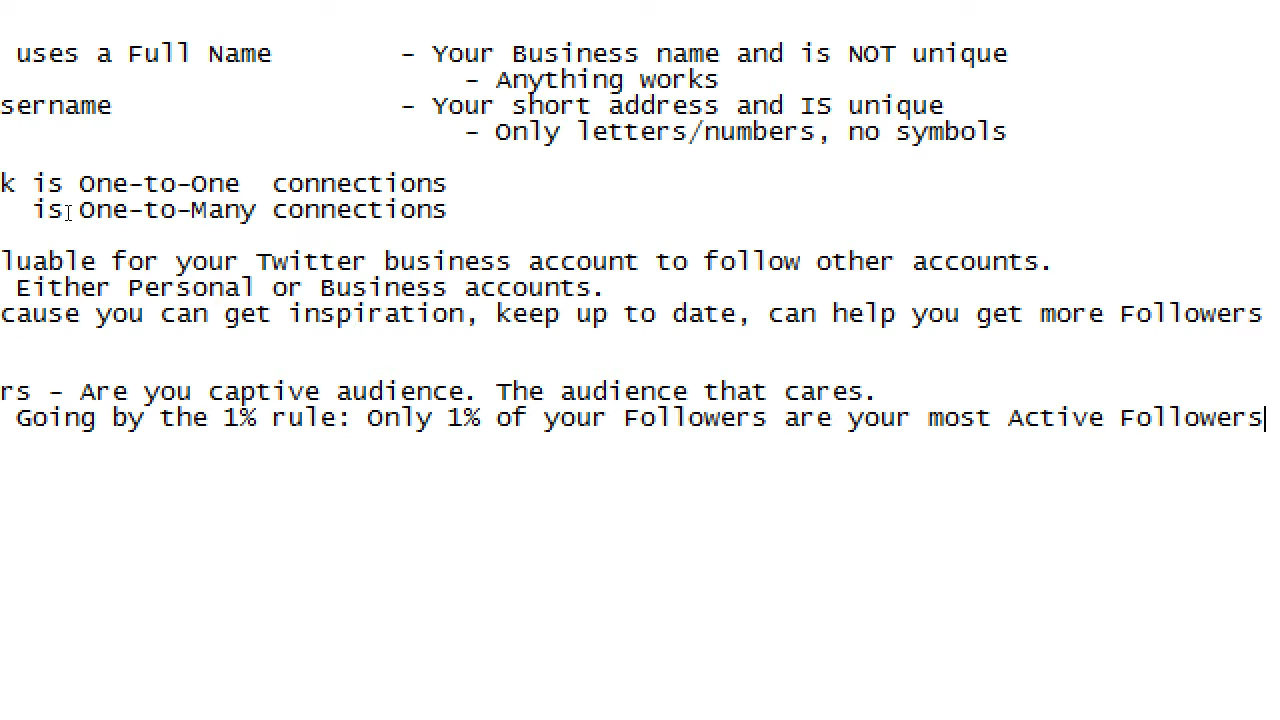 uses a Full Name - Your Business name and is NOT unique
- Anything works
sername - Your short address and IS unique
- Only letters/numbers, no symbols
k is One-to-One connections
is One-to-Many connections
luable for your Twitter business account to follow other accounts.
Either Personal or Business accounts.
cause you can get inspiration, keep up to date, can help you get more Followers
rs - Are you captive audience. The audience that cares.
Going by the 1% rule: Only 1% of your Followers are your most Active Followers